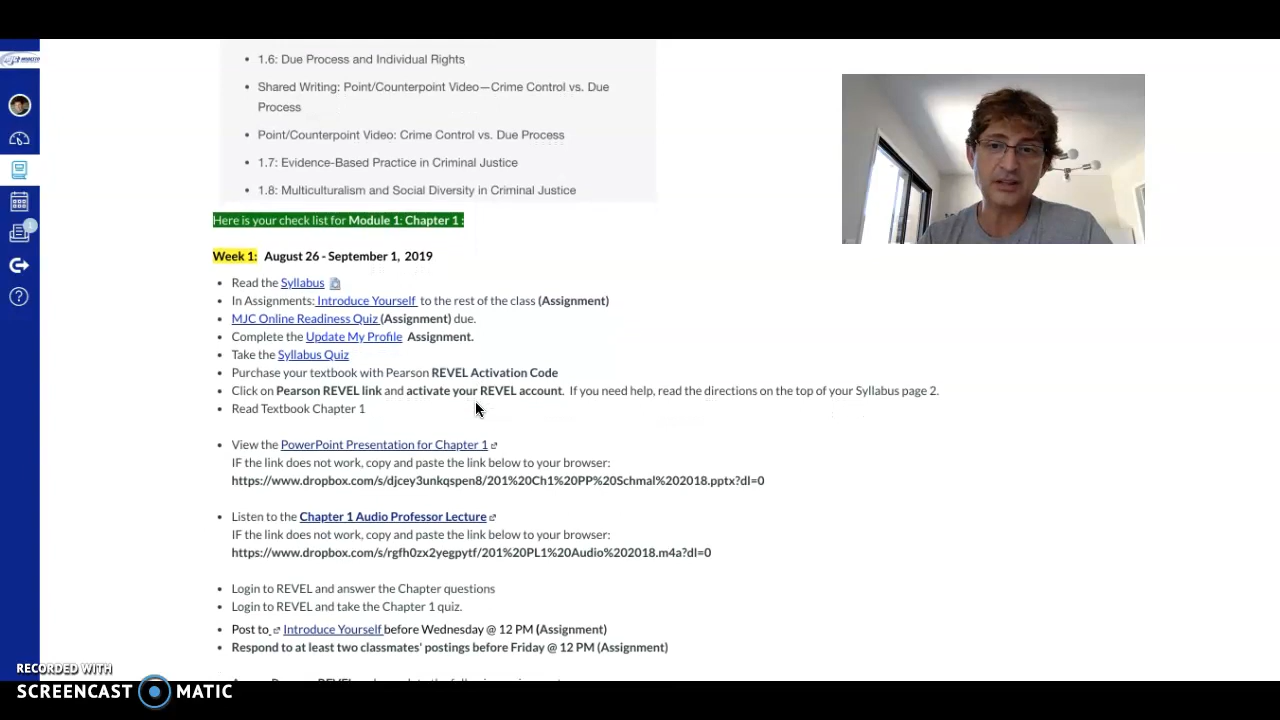 1.6: Due Process and Individual Rights
Shared Writing: Point/Counterpoint Video—Crime Control vs. Due
Process
Point/Counterpoint Video: Crime Control vs. Due Process
1.7: Evidence-Based Practice in Criminal Justice
1.8: Multiculturalism and Social Diversity in Criminal Justice
Here is your check list for Module 1: Chapter 1 :
Week 1: August 26 - September 1, 2019
Read the Syllabus
In Assignments: Introduce Yourself to the rest of the class (Assignment)
MJC Online Readiness Quiz (Assignment) due.
Complete the Update My Profile Assignment.
Take the Syllabus Quiz
Purchase your textbook with Pearson REVEL Activation Code
Click on Pearson REVEL link and activate your REVEL account. If you need help, read the directions on the top of your Syllabus page 2.
Read Textbook Chapter 1
View the PowerPoint Presentation for Chapter 1
IF the link does not work, copy and paste the link below to your browser:
https://www.dropbox.com/s/djcey3unkqspen8/201%20Ch1%20PP%20Schmal%202018.pptx?dl=0
Listen to the Chapter 1 Audio Professor Lecture
IF the link does not work, copy and paste the link below to your browser:
https://www.dropbox.com/s/rgfh0zx2yegpytf/201%20PL1%20Audio%202018.m4a?dl=0
Login to REVEL and answer the Chapter questions
Login to REVEL and take the Chapter 1 quiz.
Post to Introduce Yourself before Wednesday @ 12 PM (Assignment)
Respond to at least two classmates' postings before Friday @ 12 PM (Assignment)
RECORDED WITH
SCREENCAST MATIC